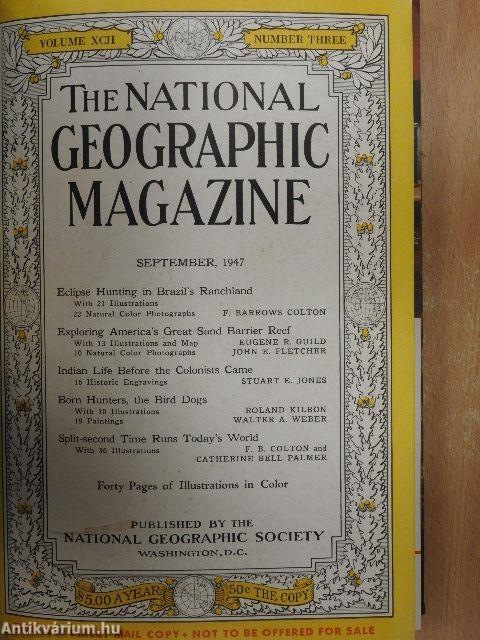 VOLUME XCII NUMBER THREE
THE NATIONAL
GEOGRAPHIC
MAGAZINE
SEPTEMBER, 1947
Eclipse Hunting in Brazil's Ranchland
With 21 Illustrations
22 Natural Color Photographs F. BARROWS COLTON
Exploring America's Great Sand Barrier Reef
With 13 Illustrations and Map EUGENE R. GUILD
10 Natural Color Photographs JOHN E. FLETCHER
Indian Life Before the Colonists Came
16 Historic Engravings STUART E. JONES
Born Hunters, the Bird Dogs
With 10 Illustrations ROLAND KILBON
19 Paintings WALTER A. WEBER
Split-second Time Runs Today's World
With 36 Illustrations F. B. COLTON and
CATHERINE BELL PALMER
Forty Pages of Illustrations in Color
PUBLISHED BY THE
NATIONAL GEOGRAPHIC SOCIETY
WASHINGTON, D.C.
$5.00 A YEAR 50c THE COPY
MAIL COPY • NOT TO BE OFFERED FOR SALE
Antikvárium.hu